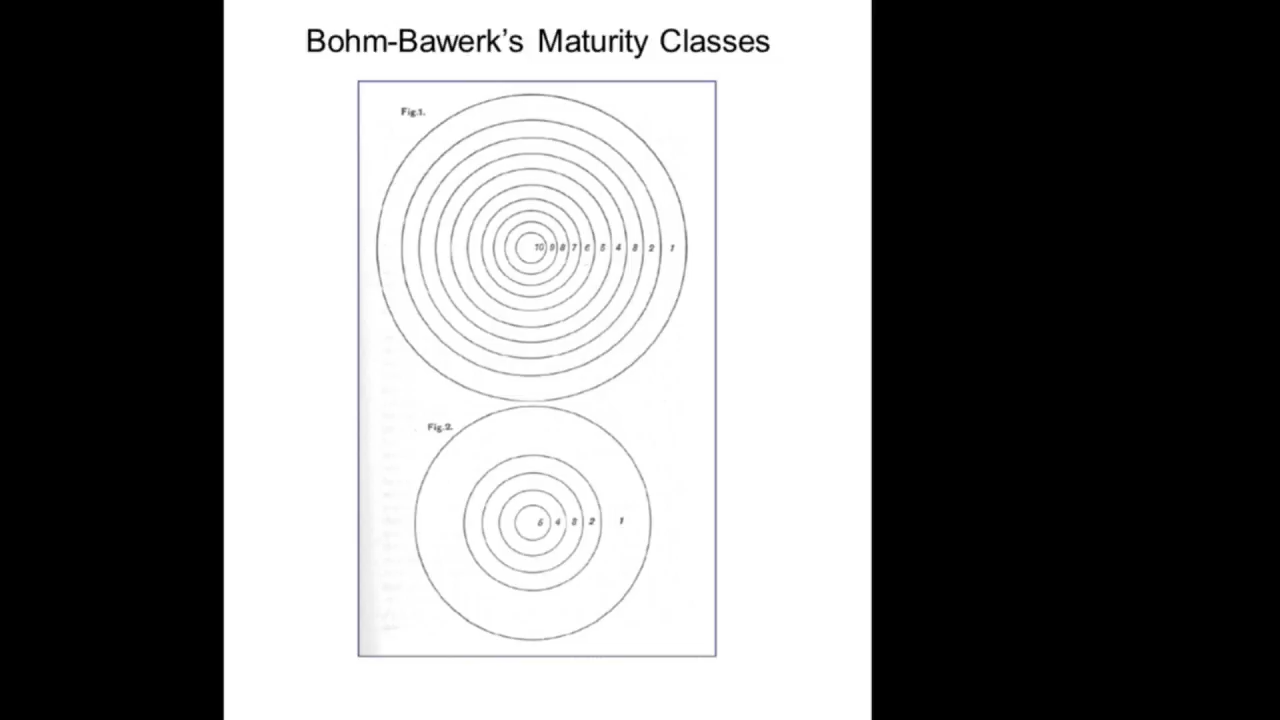 Bohm-Bawerk's Maturity Classes
Fig.1.
10 9 8 7 6 5 4 3 2 1
Fig.2.
5 4 3 2 1